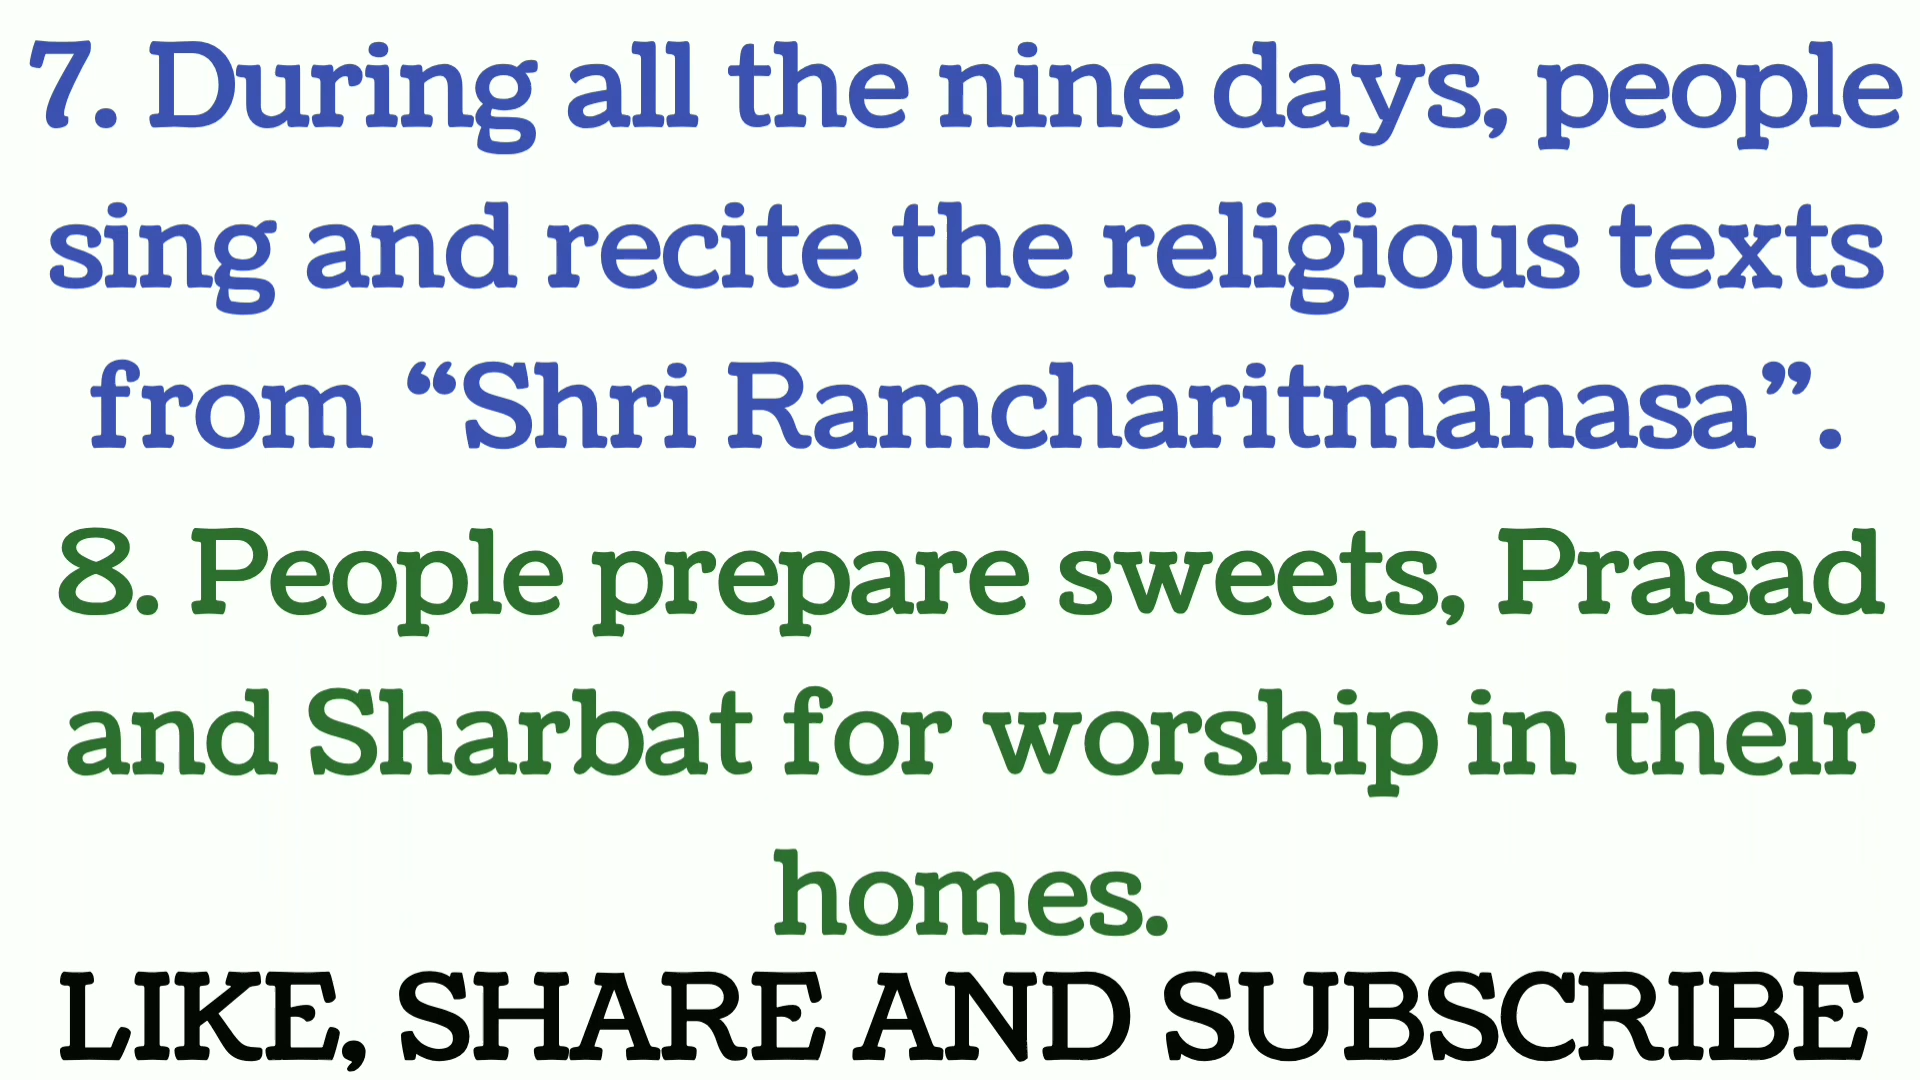 7. During all the nine days, people
sing and recite the religious texts
from “Shri Ramcharitmanasa”.
8. People prepare sweets, Prasad
and Sharbat for worship in their
homes.
LIKE, SHARE AND SUBSCRIBE